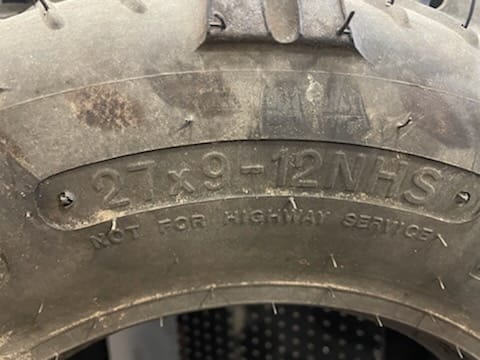 27x9-12NHS
NOT FOR HIGHWAY SERVICE